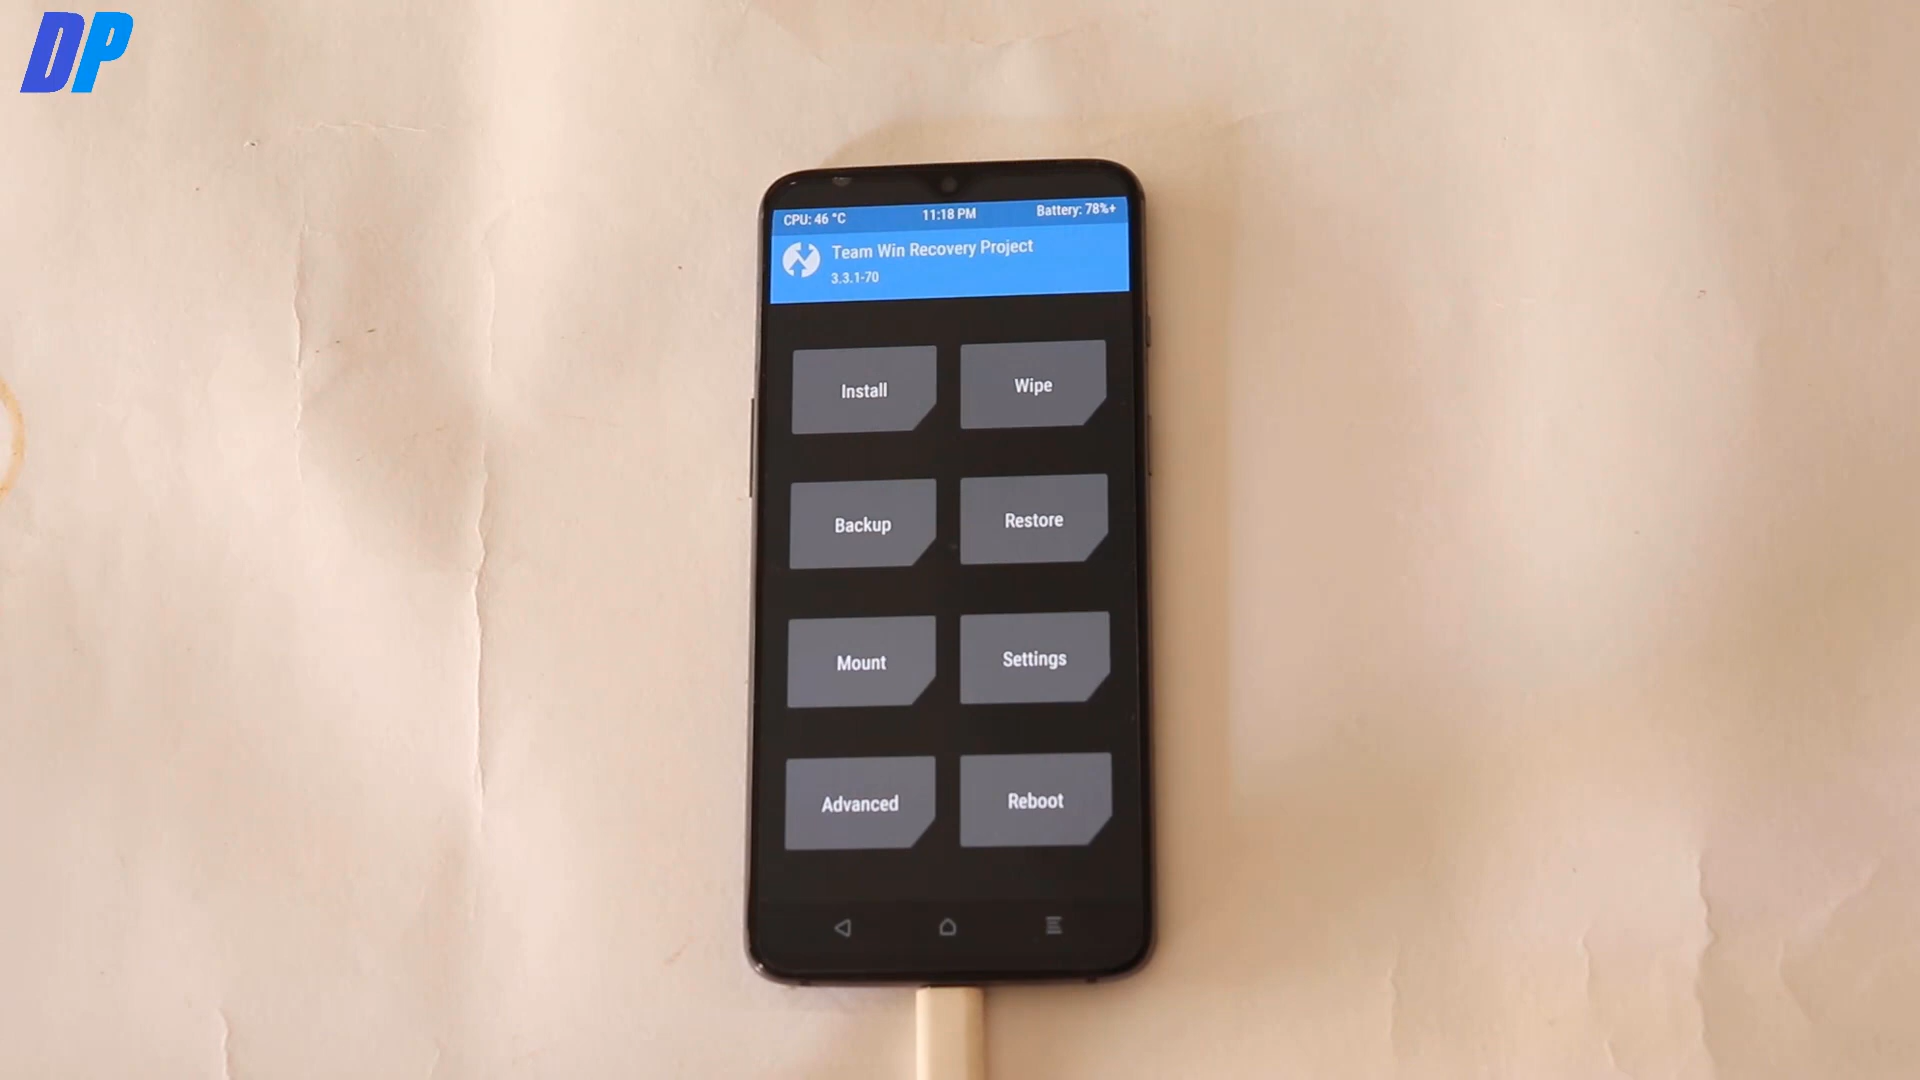 DP
CPU: 46 °C 11:18 PM Battery: 78%+
Team Win Recovery Project
3.3.1-70
Install Wipe
Backup Restore
Mount Settings
Advanced Reboot